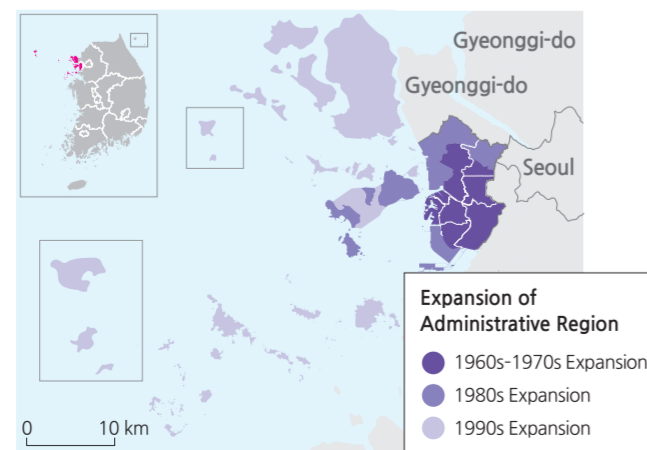 Gyeonggi-do
Gyeonggi-do
Seoul
Expansion of
Administrative Region
1960s-1970s Expansion
1980s Expansion
1990s Expansion
0 10 km